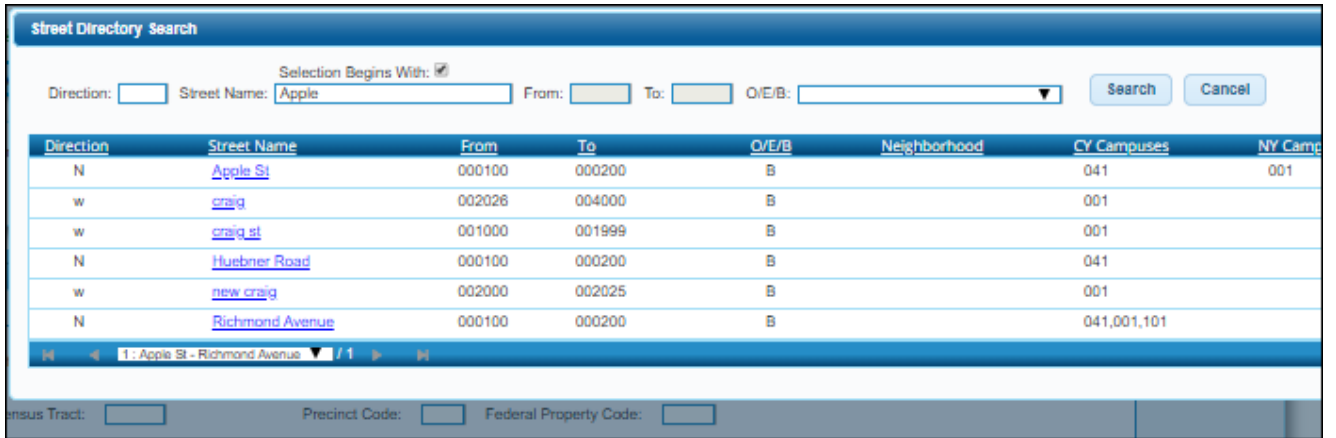 Street Directory Search
Selection Begins With:
Direction: Street Name: Apple From: To: O/E/B: Search Cancel
Direction Street Name From To O/E/B Neighborhood CY Campuses NY Camp
N Apple St 000100 000200 B 041 001
w craig 002026 004000 B 001
w craig st 001000 001999 B 001
N Huebner Road 000100 000200 B 041
w new craig 002000 002025 B 001
N Richmond Avenue 000100 000200 B 041,001,101
1 : Apple St - Richmond Avenue / 1
ensus Tract: Precinct Code: Federal Property Code: